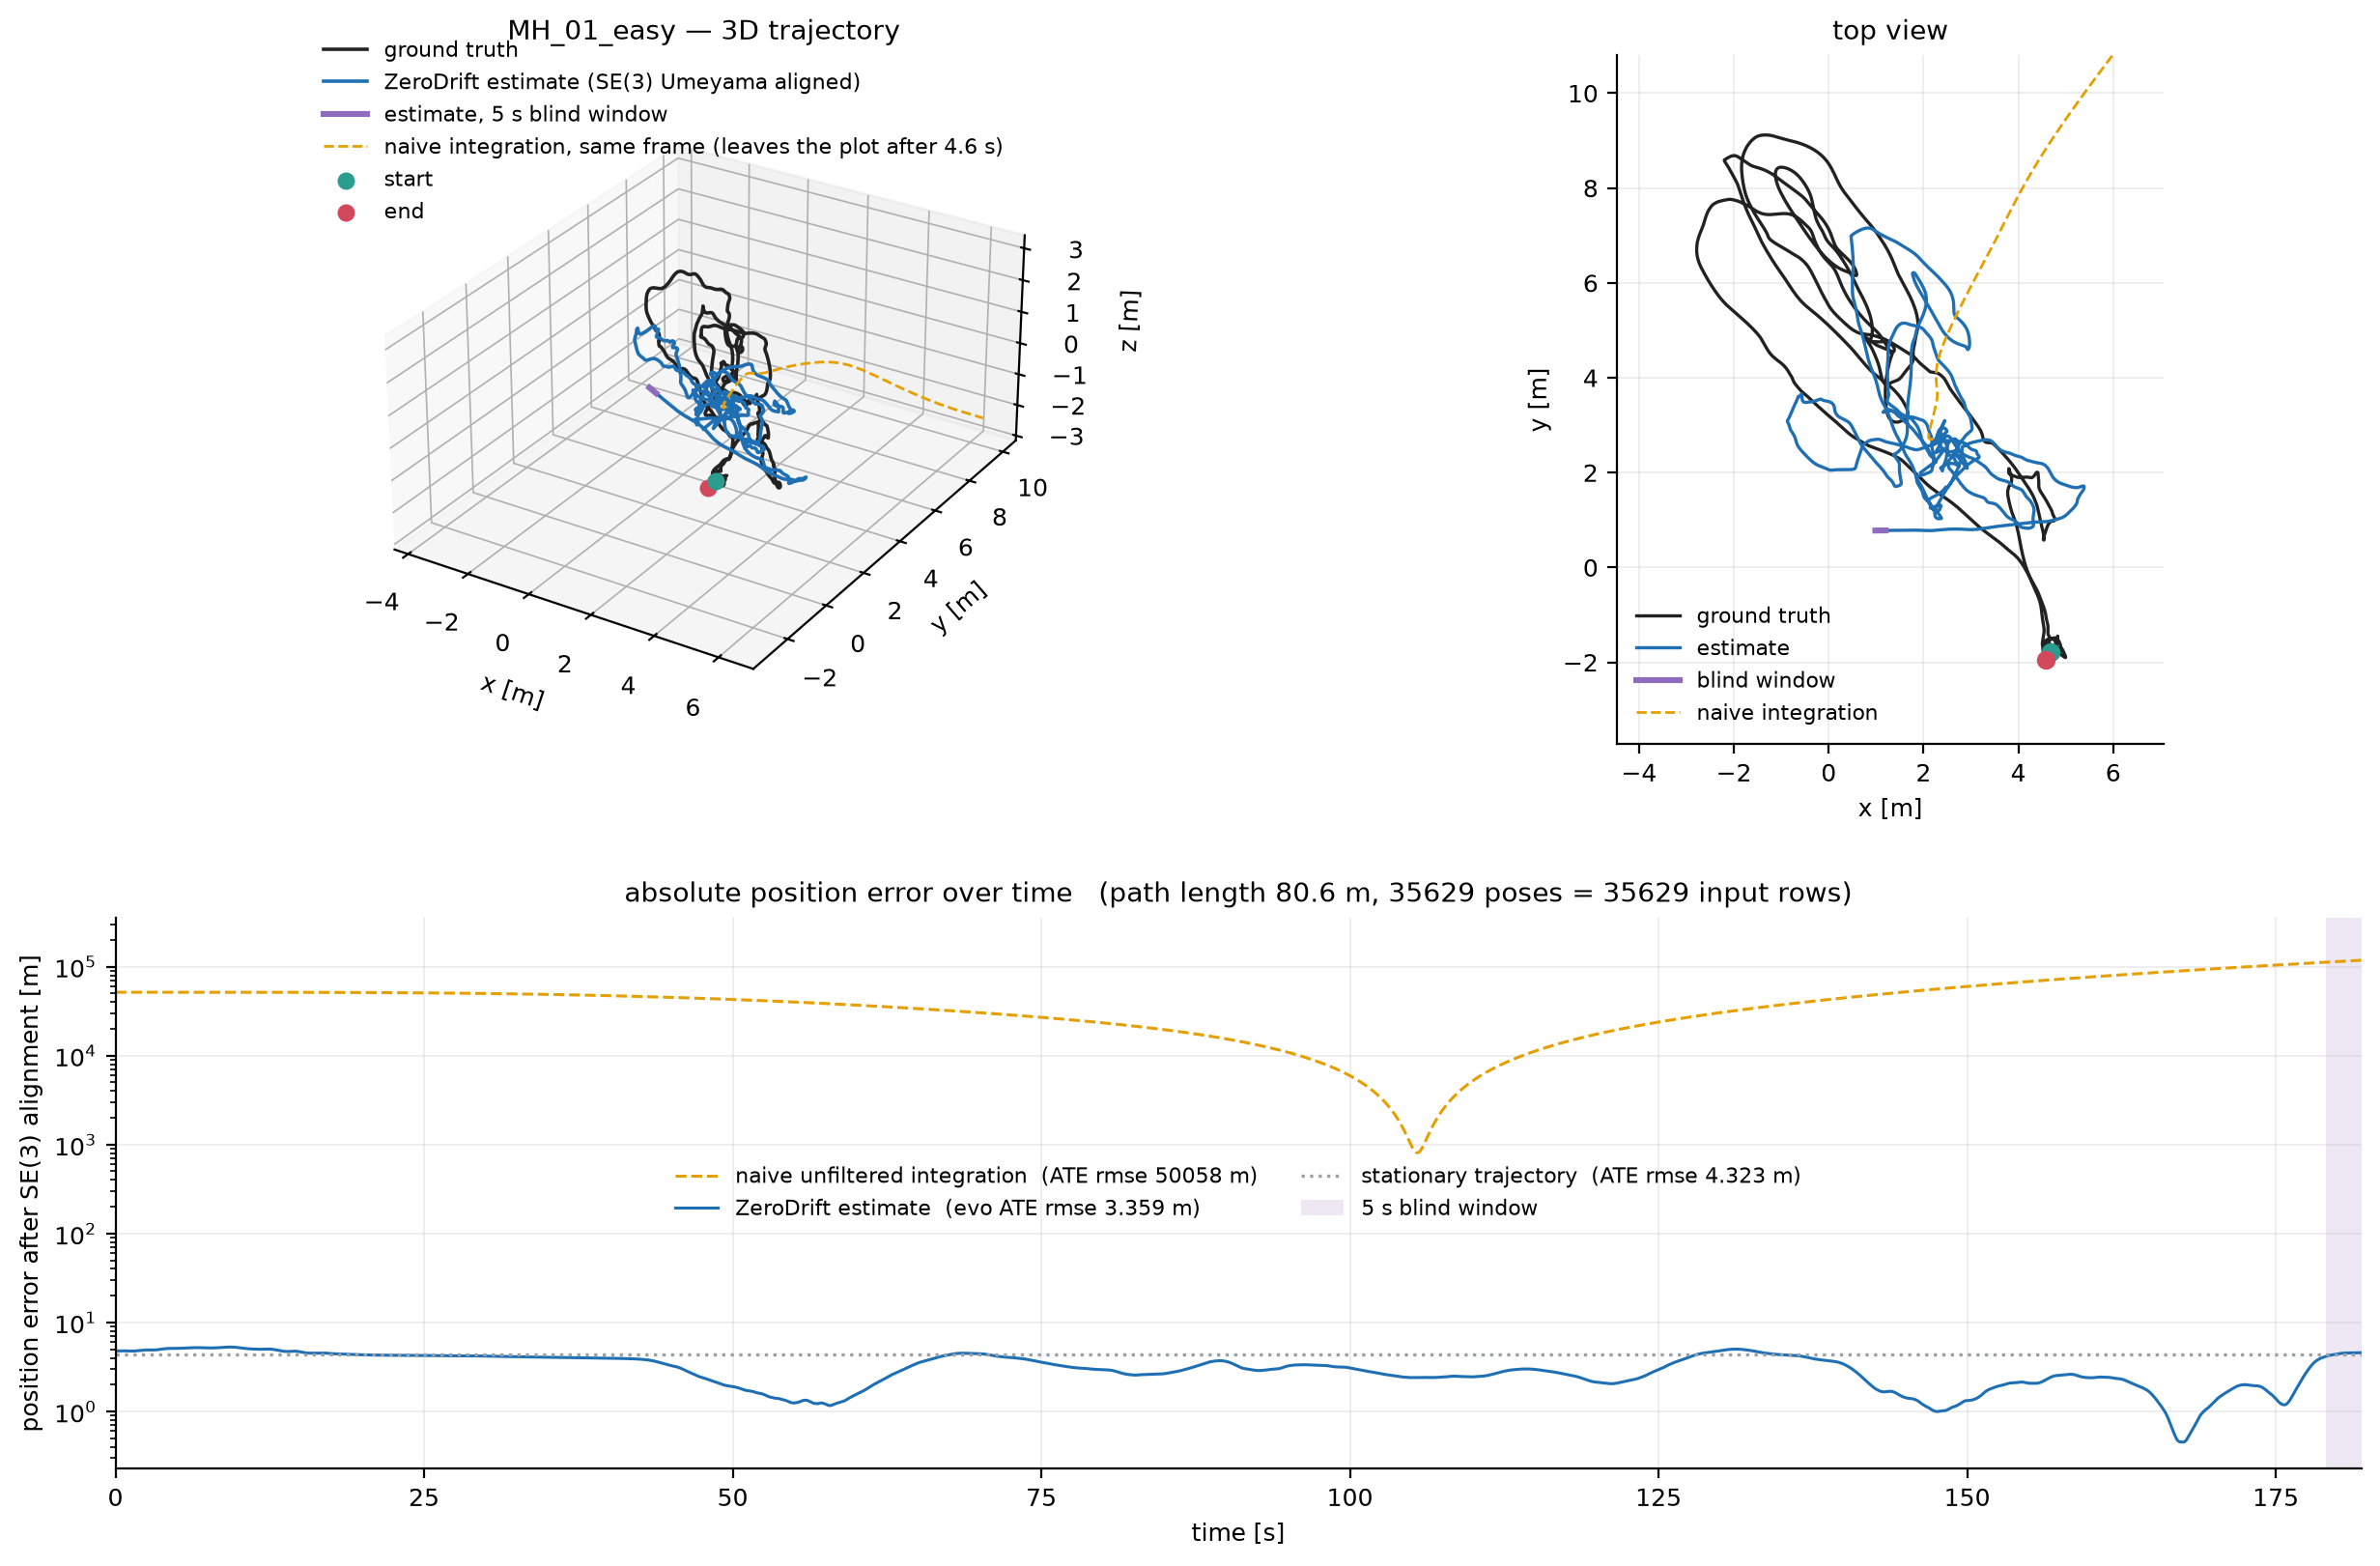 MH_01_easy — 3D trajectory
ground truth
ZeroDrift estimate (SE(3) Umeyama aligned)
estimate, 5 s blind window
naive integration, same frame (leaves the plot after 4.6 s)
start
end
3
2
1
0
−1
−2
−3
z [m]
10
8
6
4
2
0
−2
y [m]
−4
−2
0
2
4
6
x [m]
top view
10
8
6
4
2
0
−2
y [m]
ground truth
estimate
blind window
naive integration
−4
−2
0
2
4
6
x [m]
absolute position error over time (path length 80.6 m, 35629 poses = 35629 input rows)
position error after SE(3) alignment [m]
10⁵
10⁴
10³
10²
10¹
10⁰
naive unfiltered integration (ATE rmse 50058 m)
ZeroDrift estimate (evo ATE rmse 3.359 m)
stationary trajectory (ATE rmse 4.323 m)
5 s blind window
0
25
50
75
100
125
150
175
time [s]